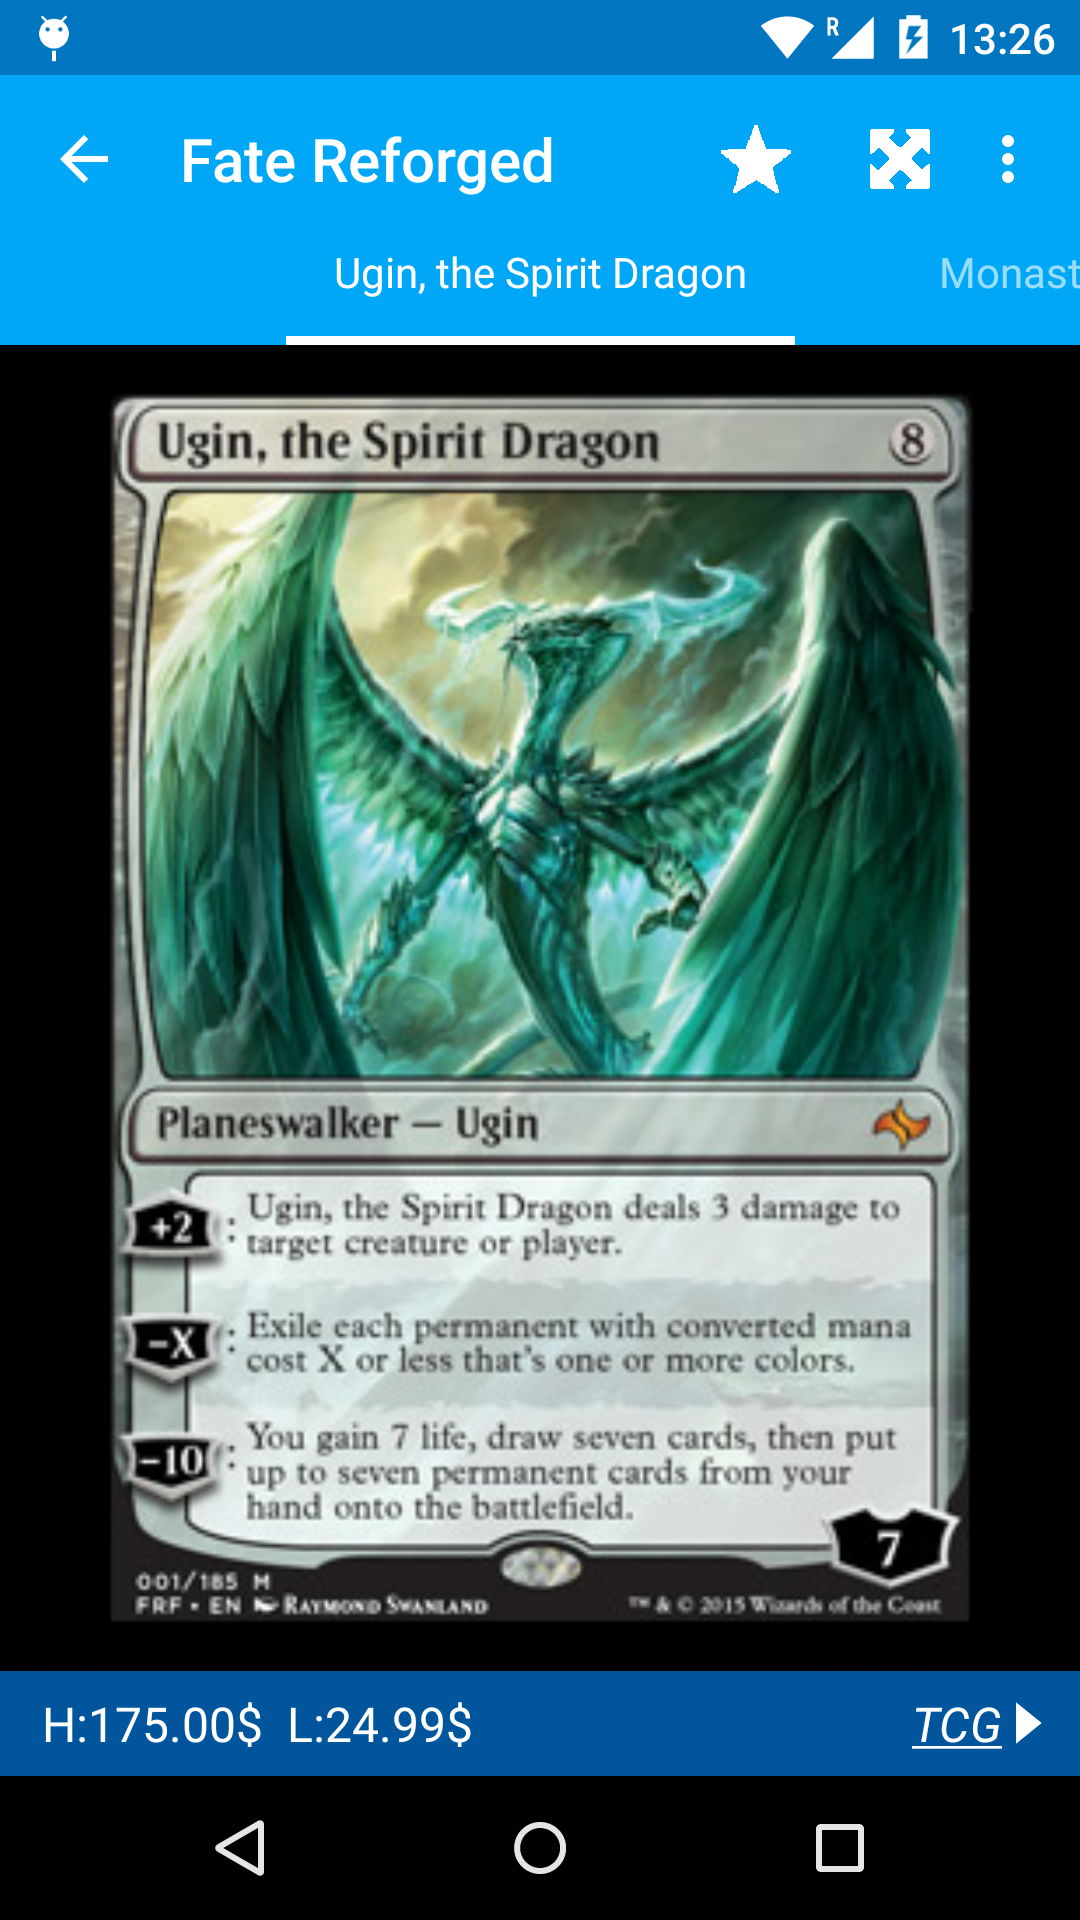 R 13:26
Fate Reforged
Ugin, the Spirit Dragon Monast
Ugin, the Spirit Dragon 8
Planeswalker — Ugin
+2 : Ugin, the Spirit Dragon deals 3 damage to
target creature or player.
−X : Exile each permanent with converted mana
cost X or less that's one or more colors.
−10 : You gain 7 life, draw seven cards, then put
up to seven permanent cards from your
hand onto the battlefield.
7
001/185 M
FRF • EN RAYMOND SWANLAND ™ & © 2015 Wizards of the Coast
H:175.00$ L:24.99$ TCG